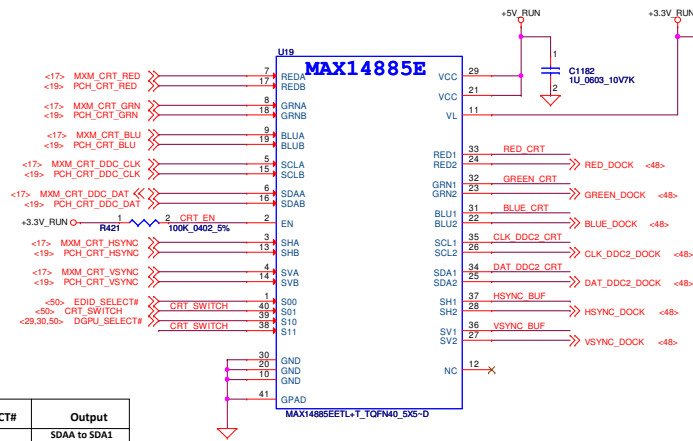 +5V_RUN
+3.3V_RUN
U19
MAX14885E
C1182
1U_0603_10V7K
1
2
<17> MXM_CRT_RED 7 REDA
<19> PCH_CRT_RED 17 REDB
<17> MXM_CRT_GRN 8 GRNA
<19> PCH_CRT_GRN 18 GRNB
<17> MXM_CRT_BLU 9 BLUA
<19> PCH_CRT_BLU 19 BLUB
<17> MXM_CRT_DDC_CLK 5 SCLA
<19> PCH_CRT_DDC_CLK 15 SCLB
<17> MXM_CRT_DDC_DAT 6 SDAA
<19> PCH_CRT_DDC_DAT 16 SDAB
+3.3V_RUN 1 2 CRT_EN 2 EN
R421 100K_0402_5%
<17> MXM_CRT_HSYNC 3 SHA
<19> PCH_CRT_HSYNC 13 SHB
<17> MXM_CRT_VSYNC 4 SVA
<19> PCH_CRT_VSYNC 14 SVB
<50> EDID_SELECT# 1 S00
<50> CRT_SWITCH CRT_SWITCH 40 S01
<29,30,50> DGPU_SELECT# 39 S10
CRT_SWITCH 38 S11
30 GND
20 GND
10 GND
41 GPAD
VCC 29
VCC 21
VL 11
RED1 33 RED_CRT
RED2 24 RED_DOCK <48>
GRN1 32 GREEN_CRT
GRN2 23 GREEN_DOCK <48>
BLU1 31 BLUE_CRT
BLU2 22 BLUE_DOCK <48>
SCL1 35 CLK_DDC2_CRT
SCL2 26 CLK_DDC2_DOCK <48>
SDA1 34 DAT_DDC2_CRT
SDA2 25 DAT_DDC2_DOCK <48>
SH1 37 HSYNC_BUF
SH2 28 HSYNC_DOCK <48>
SV1 36 VSYNC_BUF
SV2 27 VSYNC_DOCK <48>
NC 12
MAX14885EETL+T_TQFN40_5X5~D
CT# Output
SDAA to SDA1